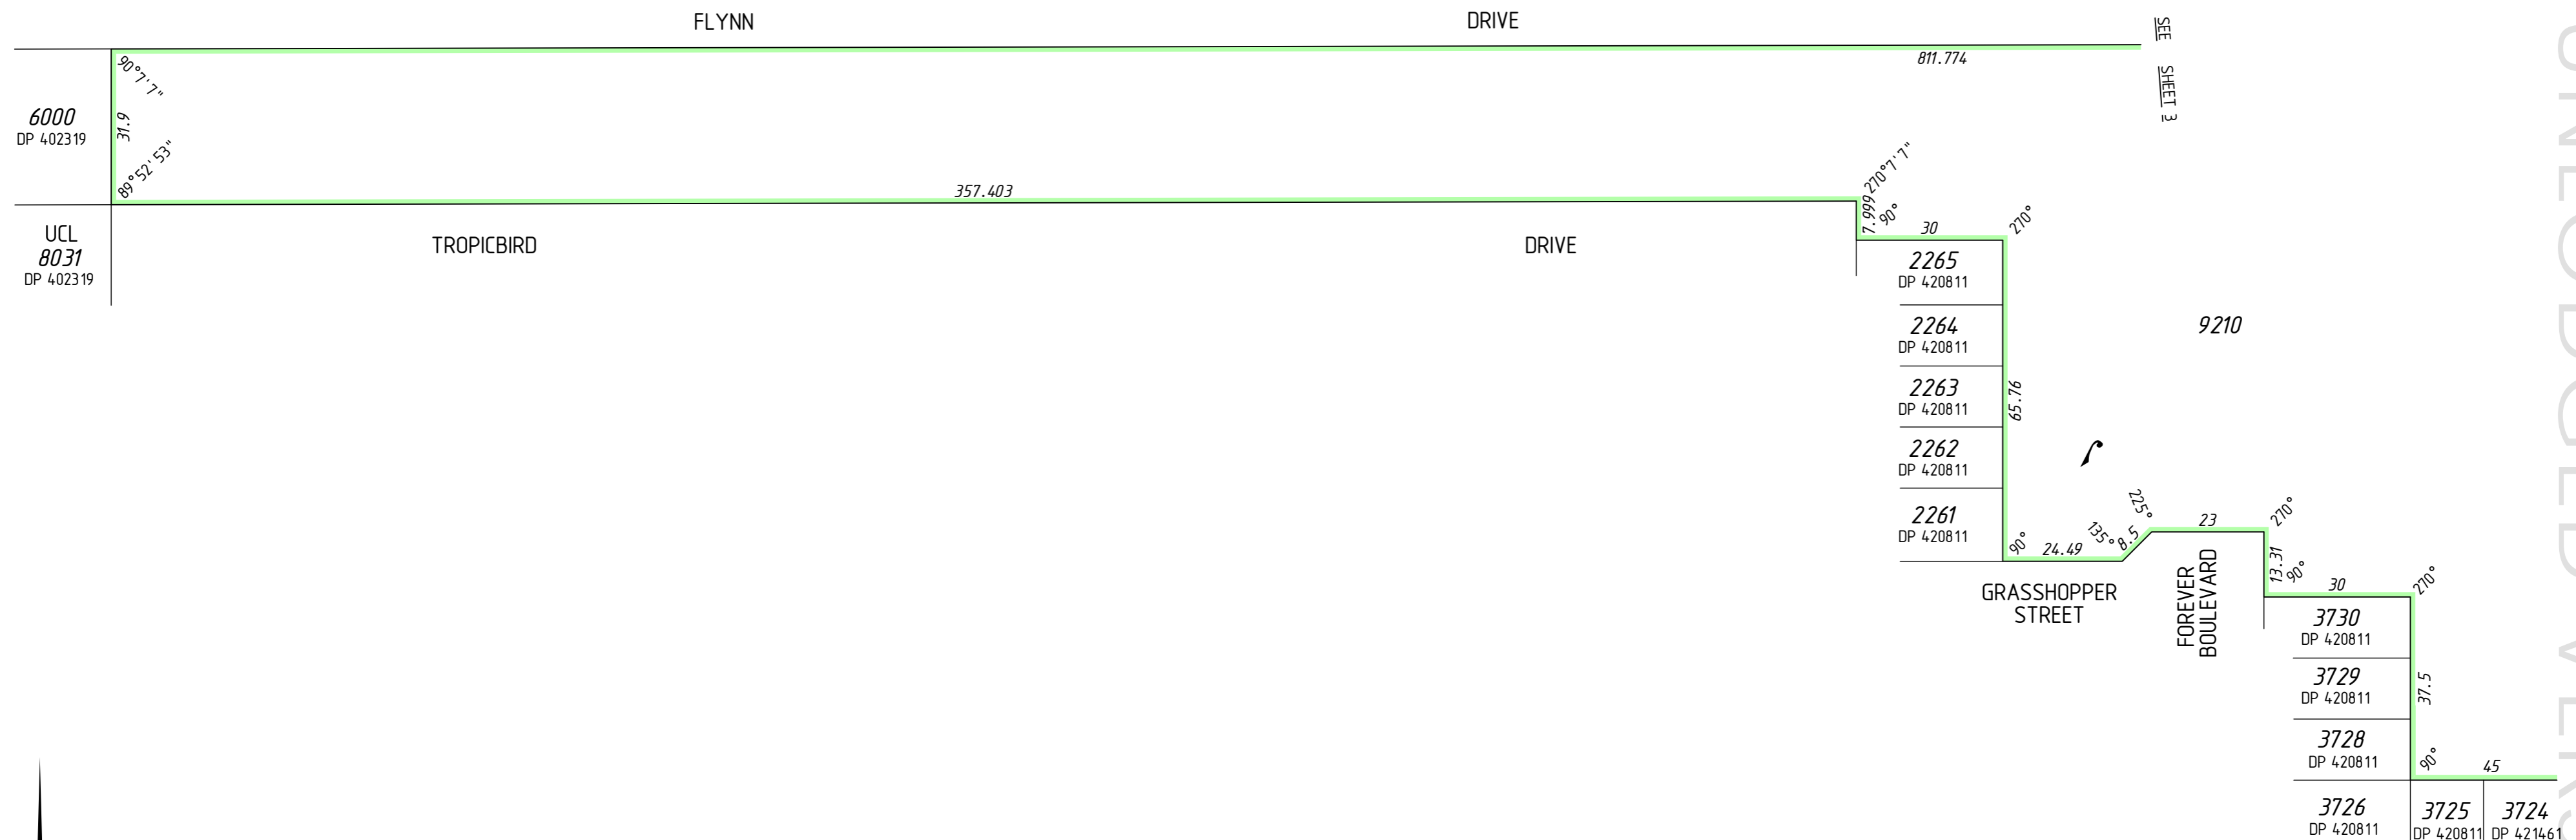 FLYNN DRIVE
SEE SHEET 3
811.774
90°7'7"
6000
DP 402319
31.9
89°52'53"
357.403
270°7'7"
7.999
90°
30
270°
UCL
8031
DP 402319
TROPICBIRD DRIVE
2265
DP 420811
2264
DP 420811
2263
DP 420811
2262
DP 420811
2261
DP 420811
65.76
9210
90°
24.49
135°
8.5
225°
23
270°
13.31
90°
30
270°
GRASSHOPPER
STREET
FOREVER
BOULEVARD
3730
DP 420811
3729
DP 420811
3728
DP 420811
37.5
90°
45
3726
DP 420811
3725
DP 420811
3724
DP 421461